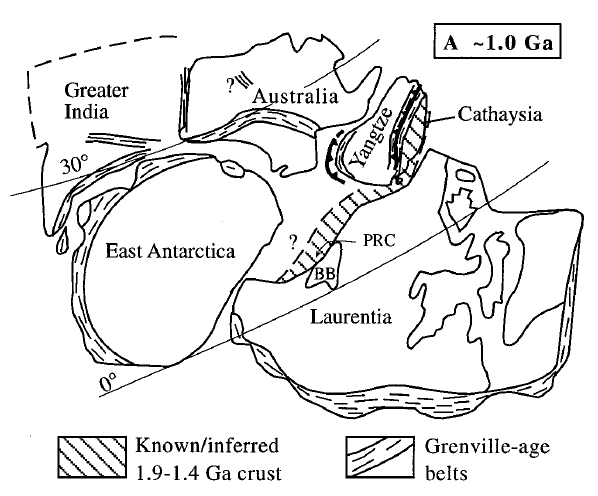 A ~1.0 Ga
Greater
India
?
Australia
Yangtze
Cathaysia
30°
East Antarctica
?
PRC
BB
Laurentia
0°
Known/inferred
1.9-1.4 Ga crust
Grenville-age
belts